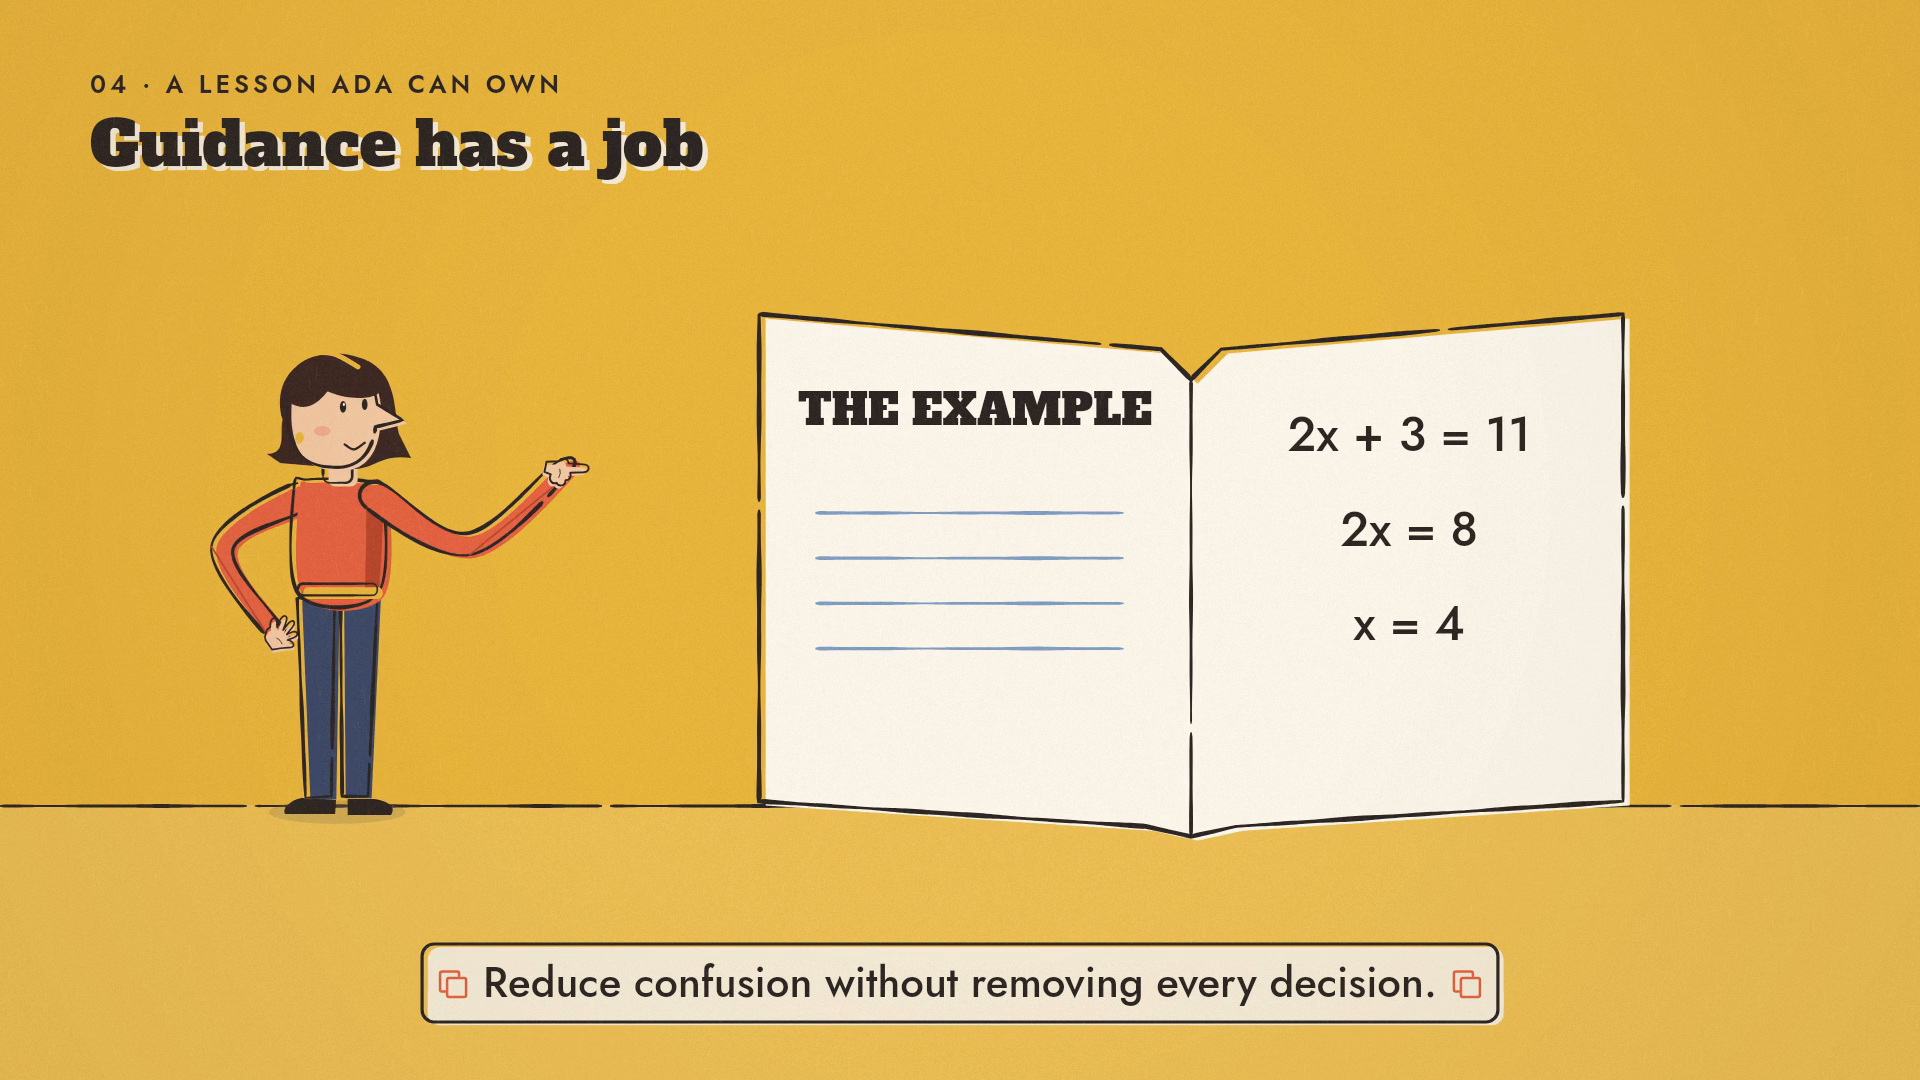 04 · A LESSON ADA CAN OWN
Guidance has a job
THE EXAMPLE
2x + 3 = 11
2x = 8
x = 4
Reduce confusion without removing every decision.